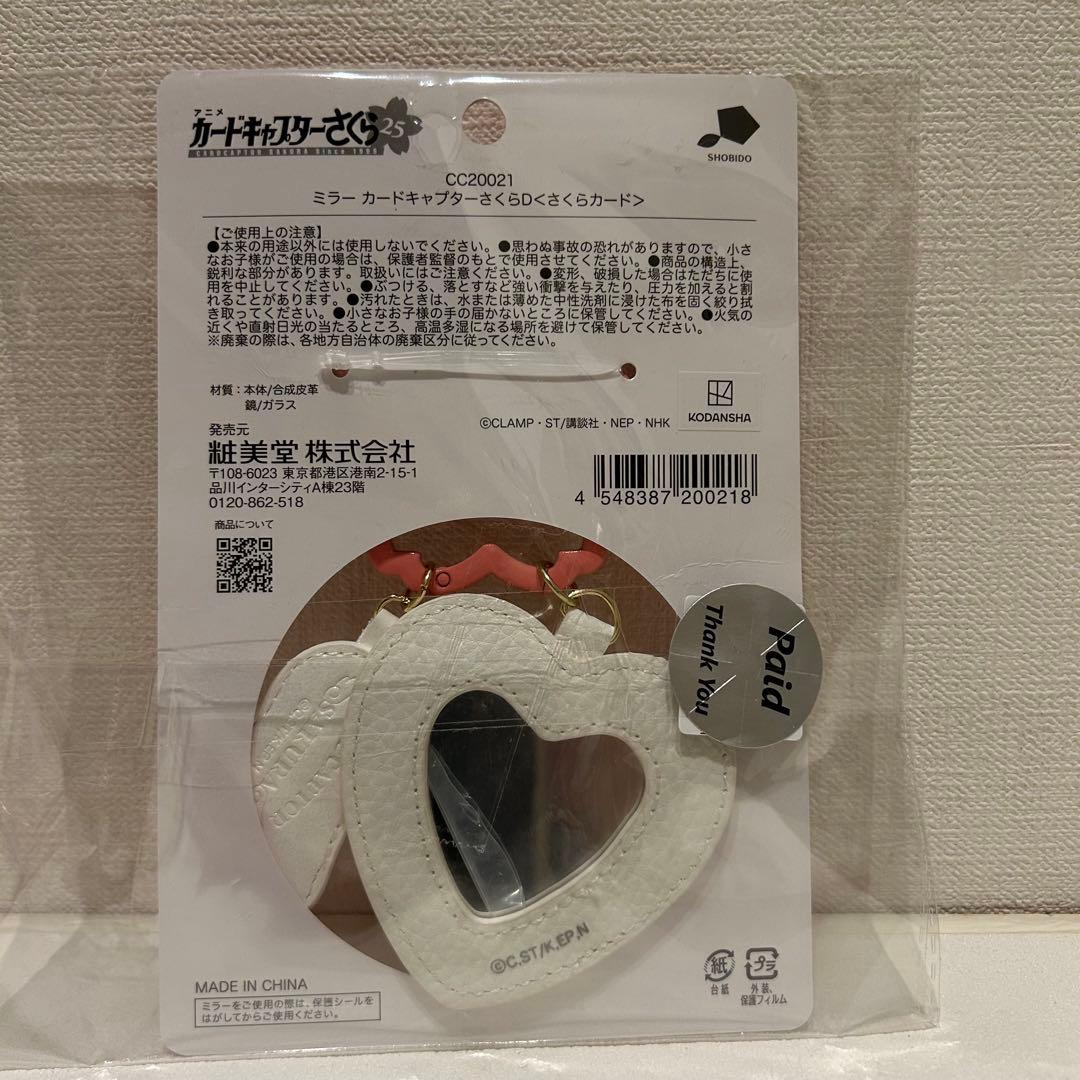 アニメ
カードキャプターさくら 25
CARDCAPTOR SAKURA Since 1998
SHOBIDO
CC20021
ミラー カードキャプターさくらD<さくらカード>
【ご使用上の注意】
●本来の用途以外には使用しないでください。●思わぬ事故の恐れがありますので、小さ
なお子様がご使用の場合は、保護者監督のもとで使用させてください。●商品の構造上、
鋭利な部分があります。取扱いにはご注意ください。●変形、破損した場合はただちに使
用を中止してください。●ぶつける、落とすなど強い衝撃を与えたり、圧力を加えると割
れることがあります。●汚れたときは、水または薄めた中性洗剤に浸けた布を固く絞り拭
き取ってください。●小さなお子様の手の届かないところに保管してください。●火気の
近くや直射日光の当たるところ、高温多湿になる場所を避けて保管してください。
※廃棄の際は、各地方自治体の廃棄区分に従ってください。
材質：本体/合成皮革
鏡/ガラス
©CLAMP・ST/講談社・NEP・NHK
KODANSHA
発売元
粧美堂 株式会社
〒108-6023 東京都港区港南2-15-1
品川インターシティA棟23階
0120-862-518
4 548387 200218
商品について
Paid
Thank You
©C,ST/K,EP,N
MADE IN CHINA
ミラーをご使用の際は、保護シールを
はがしてからご使用ください。
紙
台紙
プラ
外装、
保護フィルム